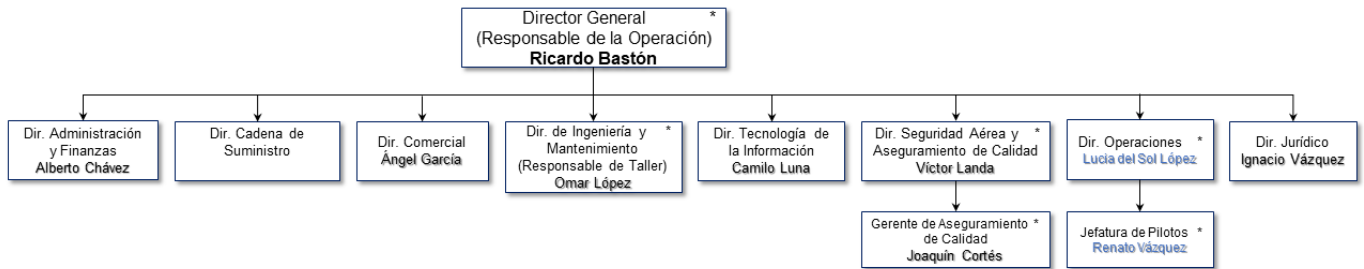 Director General *
(Responsable de la Operación)
Ricardo Bastón
Dir. Administración
y Finanzas
Alberto Chávez
Dir. Cadena de
Suministro
Dir. Comercial
Ángel García
Dir. de Ingeniería y *
Mantenimiento
(Responsable de Taller)
Omar López
Dir. Tecnología de
la Información
Camilo Luna
Dir. Seguridad Aérea y *
Aseguramiento de Calidad
Víctor Landa
Dir. Operaciones *
Lucia del Sol López
Dir. Jurídico
Ignacio Vázquez
Gerente de Aseguramiento *
de Calidad
Joaquín Cortés
Jefatura de Pilotos *
Renato Vázquez